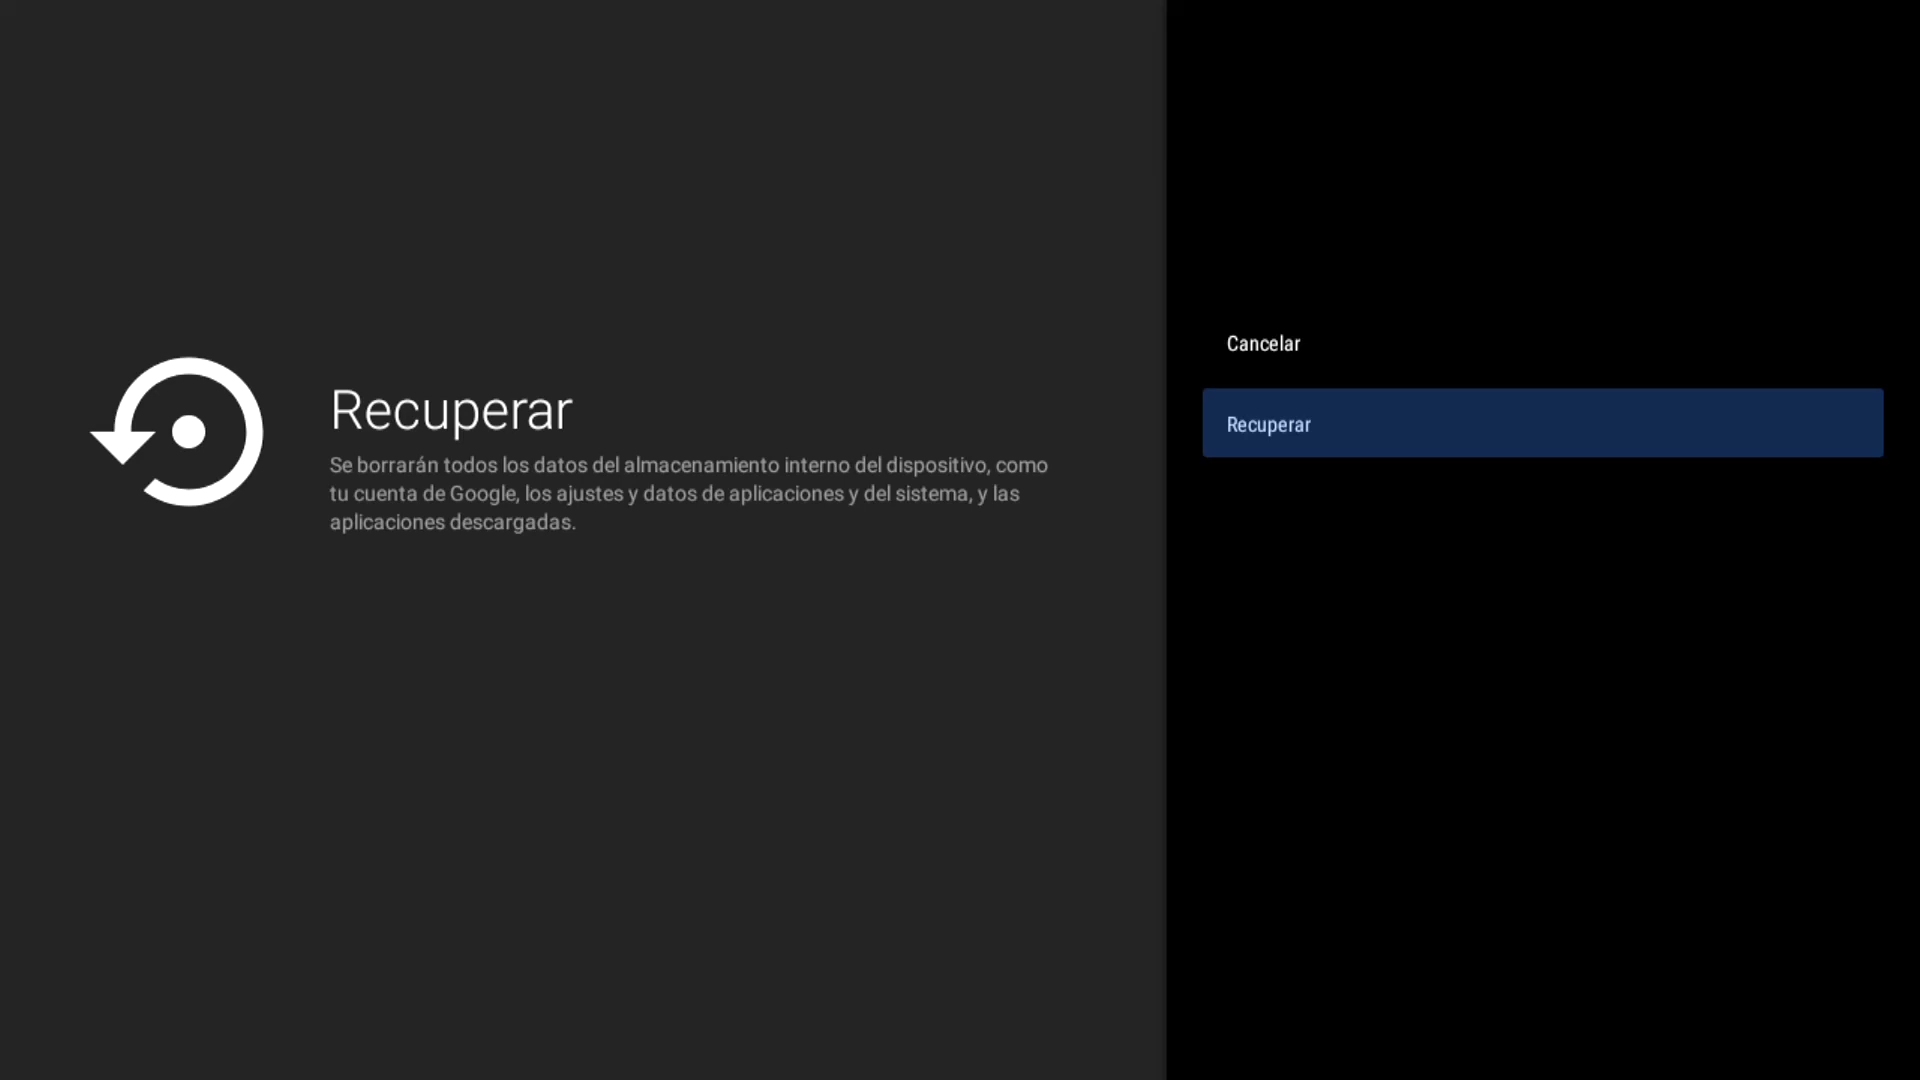 Recuperar
Se borrarán todos los datos del almacenamiento interno del dispositivo, como
tu cuenta de Google, los ajustes y datos de aplicaciones y del sistema, y las
aplicaciones descargadas.
Cancelar
Recuperar